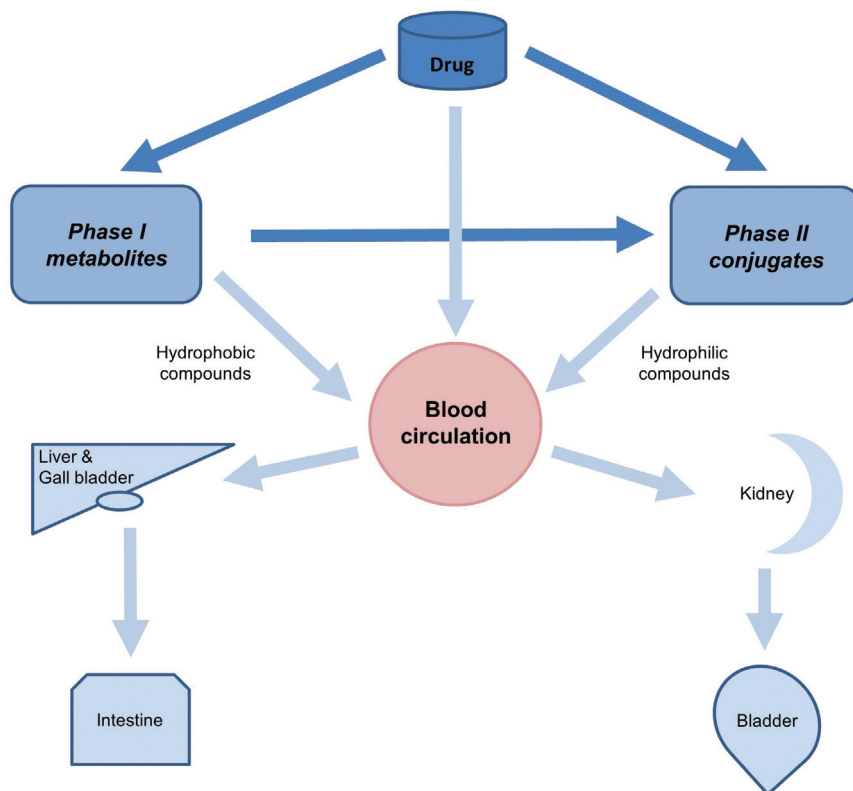 Drug
Phase I
metabolites
Phase II
conjugates
Hydrophobic
compounds
Hydrophilic
compounds
Blood
circulation
Liver &
Gall bladder
Kidney
Intestine
Bladder